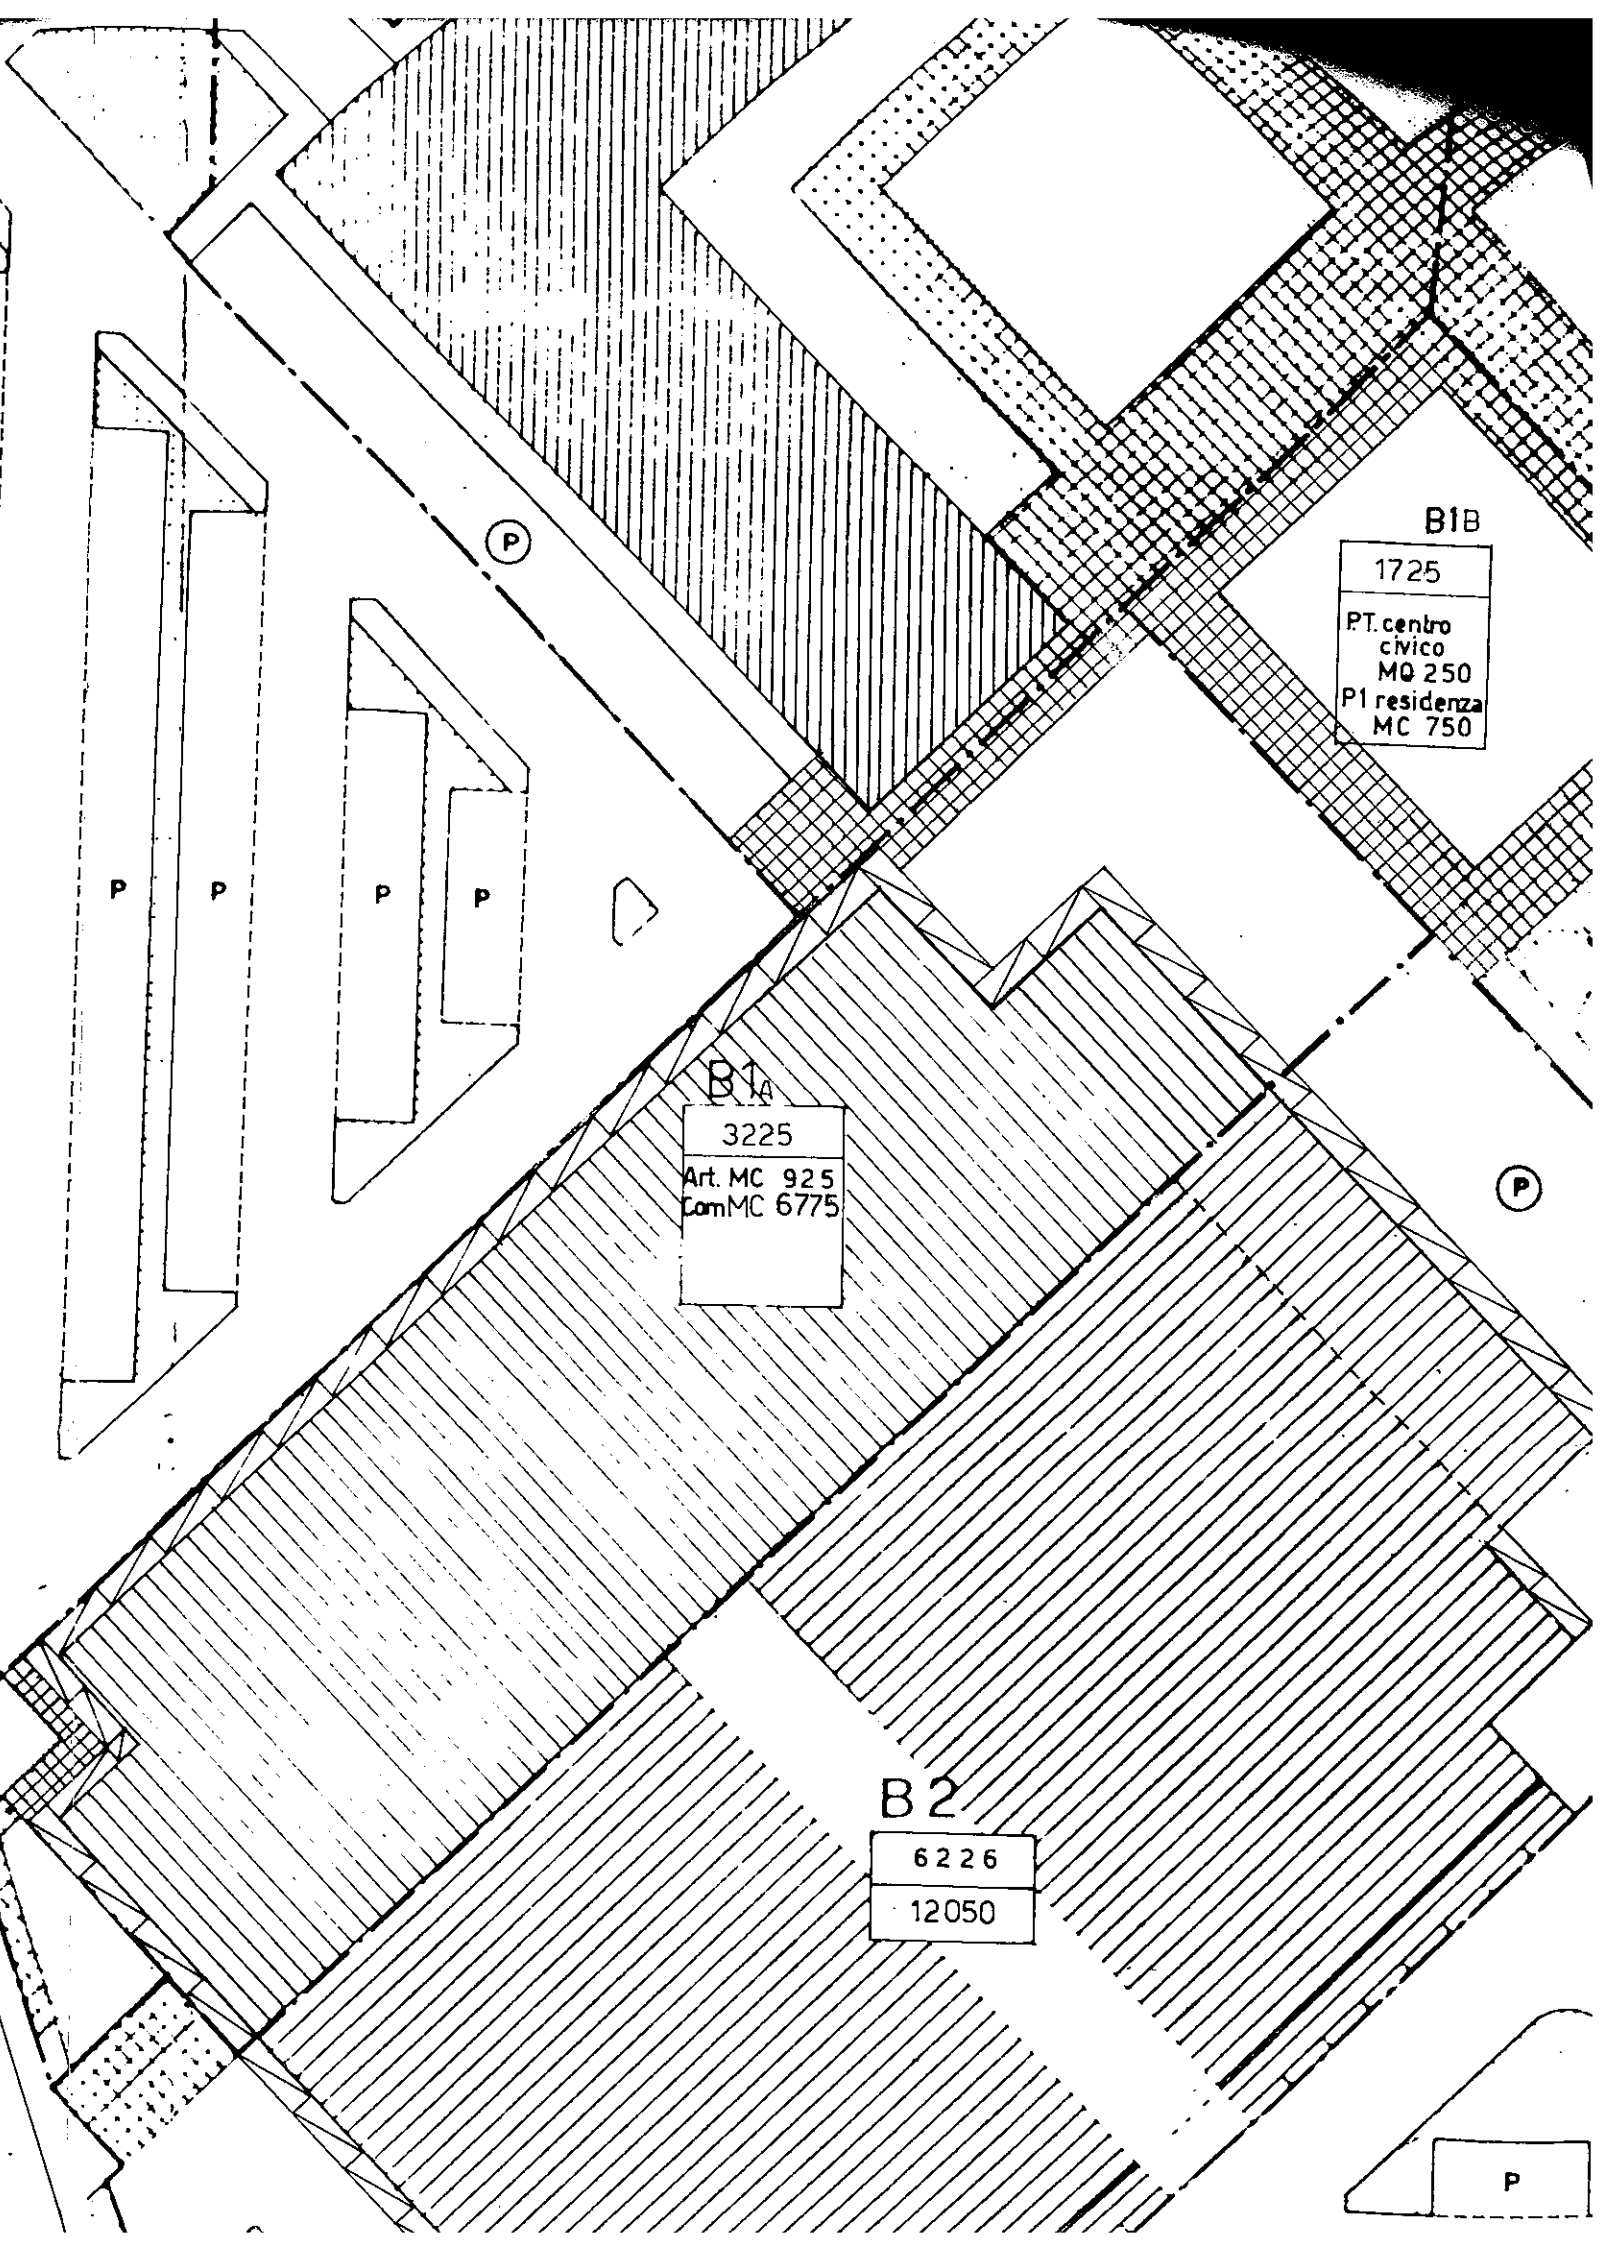 P
B1B
1725
P.T. centro
civico
MQ 250
P1 residenza
MC 750
P
P
P
P
B1A
3225
Art. MC 925
Com MC 6775
P
B2
6226
12050
P